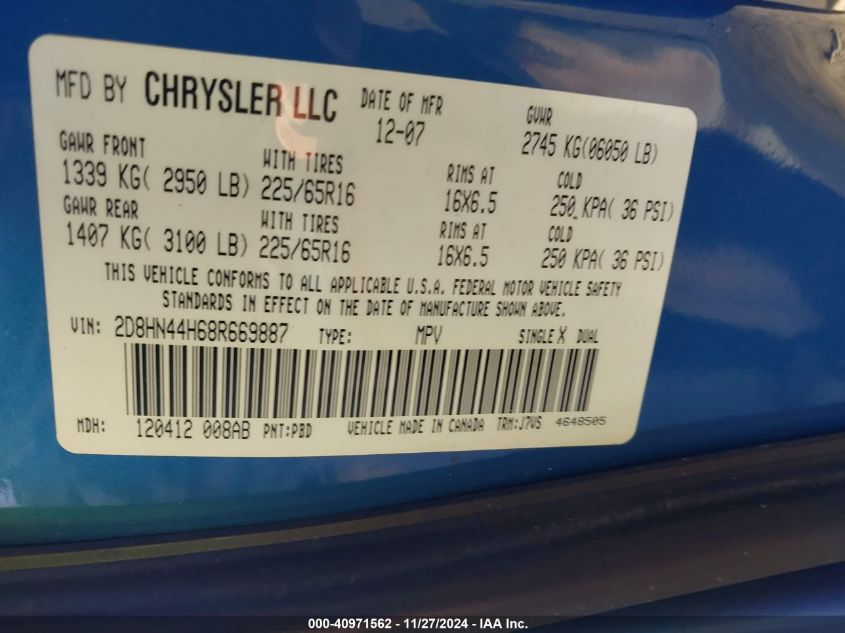 MFD BY CHRYSLER LLC DATE OF MFR GVWR
12-07 2745 KG(06050 LB)
GAWR FRONT WITH TIRES RIMS AT COLD
1339 KG( 2950 LB) 225/65R16 16X6.5 250 KPA( 36 PSI)
GAWR REAR WITH TIRES RIMS AT COLD
1407 KG( 3100 LB) 225/65R16 16X6.5 250 KPA( 36 PSI)
THIS VEHICLE CONFORMS TO ALL APPLICABLE U.S.A. FEDERAL MOTOR VEHICLE SAFETY
STANDARDS IN EFFECT ON THE DATE OF MANUFACTURE SHOWN ABOVE.
VIN: 2D8HN44H68R669887 TYPE: MPV SINGLE X DUAL
MDH: 120412 008AB PNT:PBD VEHICLE MADE IN CANADA TRM:J7VS 4648505
000-40971562 - 11/27/2024 - IAA Inc.